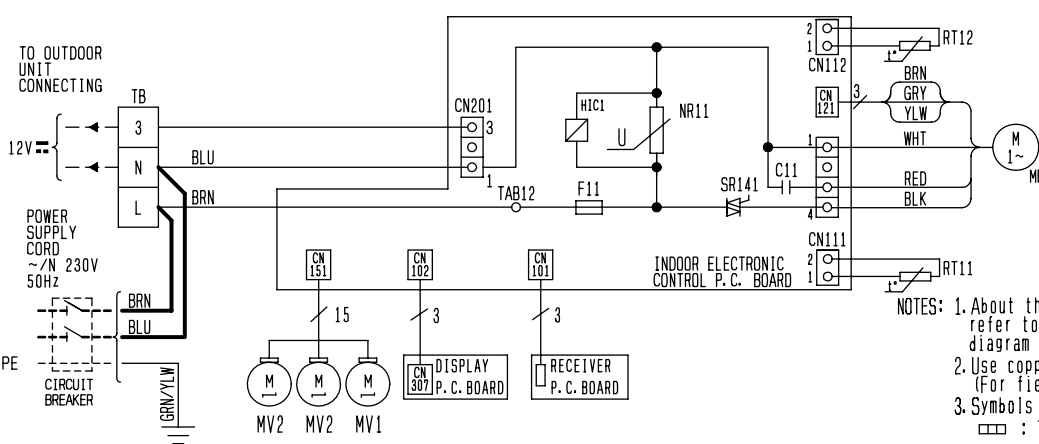 TO OUTDOOR
UNIT
CONNECTING
TB
3
N
L
12V
BLU
BRN
CN201
3
1
HIC1
U
NR11
TAB12
F11
C11
SR141
2
1
CN112
t°
RT12
CN
121
3
BRN
GRY
YLW
1
WHT
RED
BLK
4
M
1~
CN111
2
1
t°
RT11
INDOOR ELECTRONIC
CONTROL P.C. BOARD
POWER
SUPPLY
CORD
~/N 230V
50Hz
BRN
BLU
PE
CIRCUIT
BREAKER
GRN/YLW
CN
151
CN
102
CN
101
15
3
3
M
M
M
MV2
MV2
MV1
CN
307
DISPLAY
P.C. BOARD
RECEIVER
P.C. BOARD
NOTES: 1. About th
refer to
diagram
2. Use copp
(For fie
3. Symbols
: